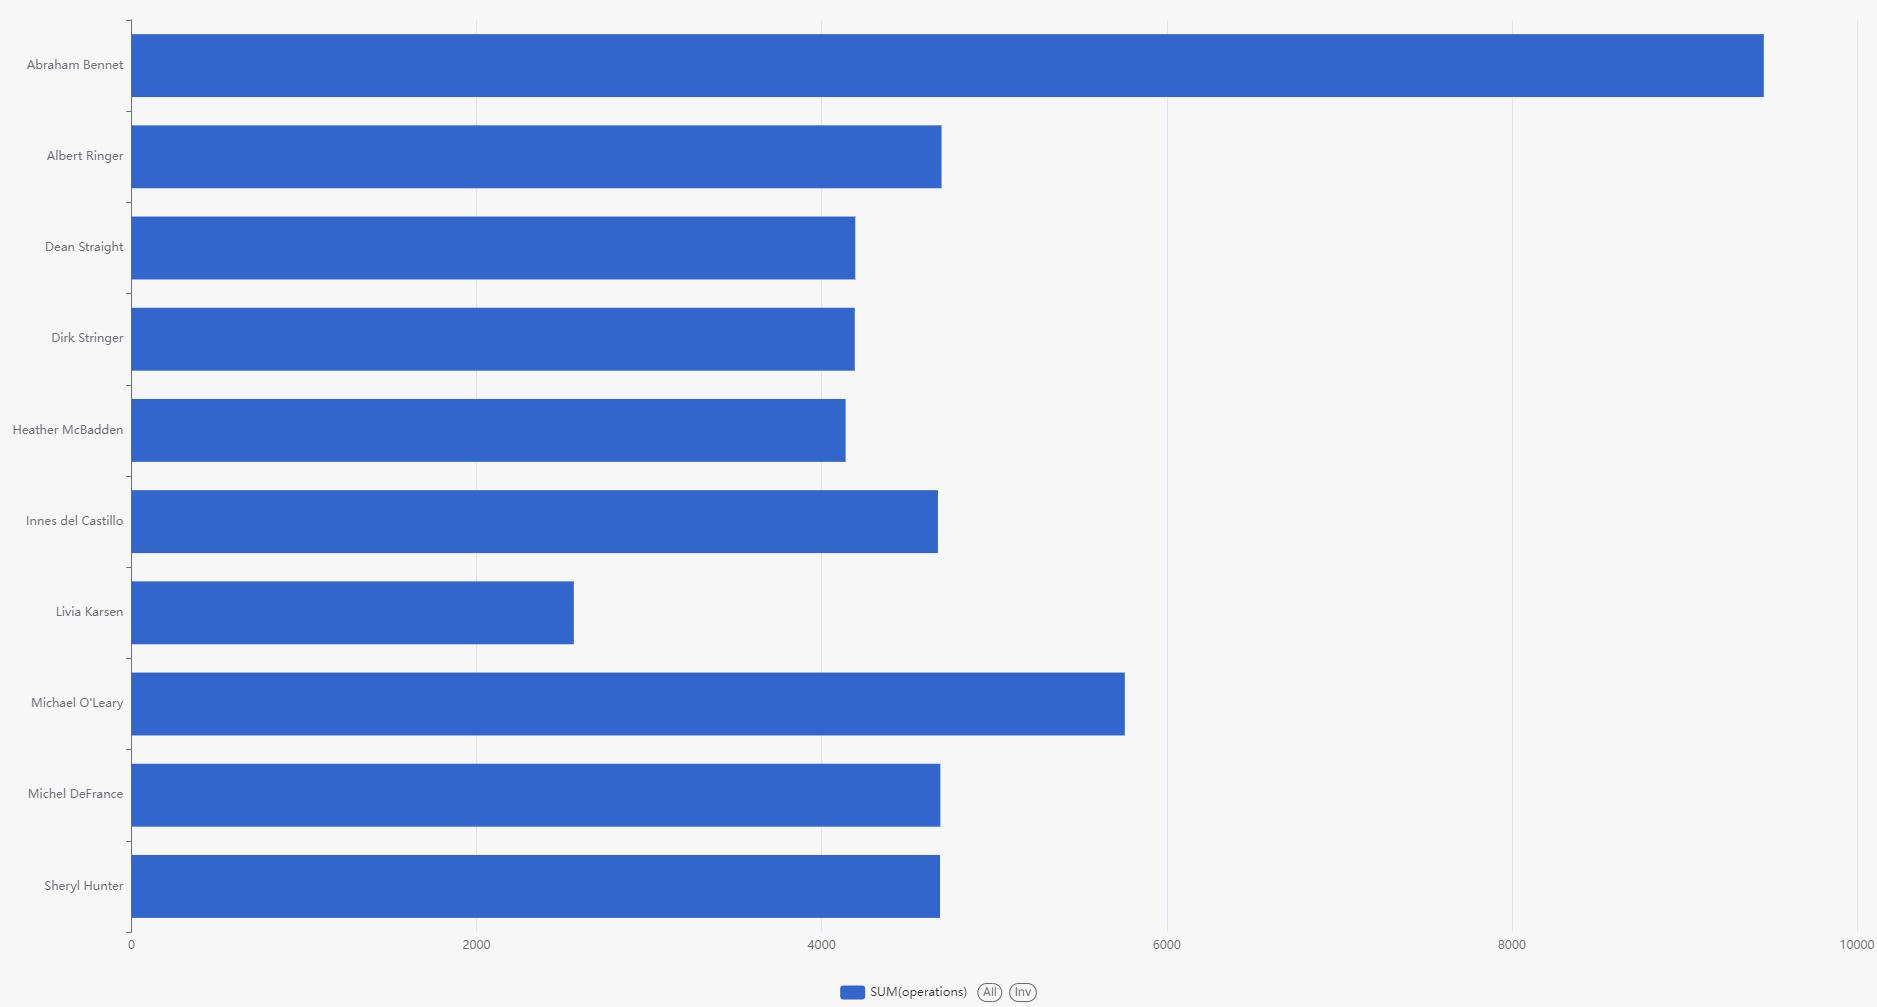 Abraham Bennet
Albert Ringer
Dean Straight
Dirk Stringer
Heather McBadden
Innes del Castillo
Livia Karsen
Michael O'Leary
Michel DeFrance
Sheryl Hunter
0 2000 4000 6000 8000 10000
SUM(operations) All Inv